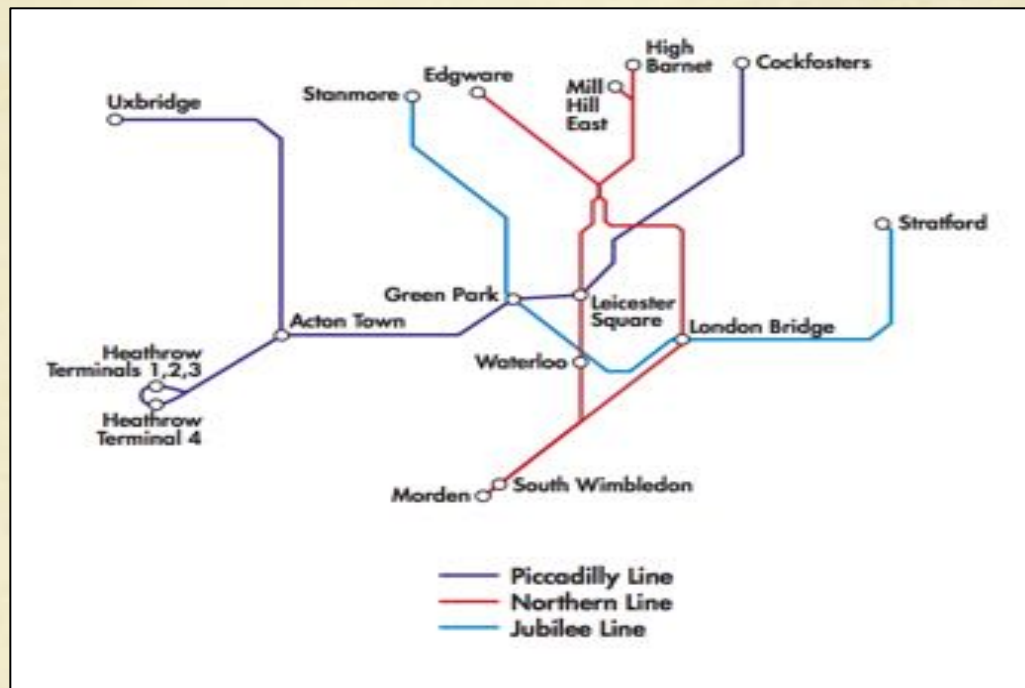 High
Barnet
Cockfosters
Edgware
Mill
Hill
East
Stanmore
Uxbridge
Stratford
Green Park
Leicester
Square
Acton Town
London Bridge
Heathrow
Terminals 1,2,3
Waterloo
Heathrow
Terminal 4
South Wimbledon
Morden
Piccadilly Line
Northern Line
Jubilee Line